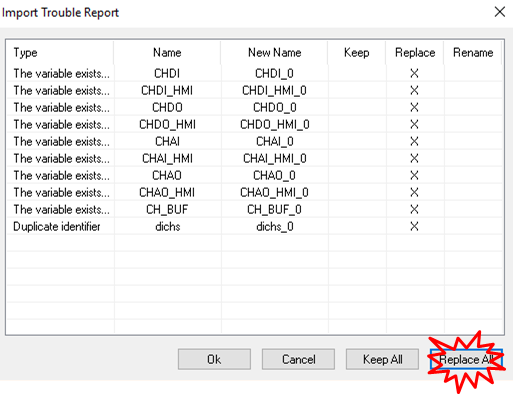 Import Trouble Report
Type Name New Name Keep Replace Rename
The variable exists... CHDI CHDI_0 X
The variable exists... CHDI_HMI CHDI_HMI_0 X
The variable exists... CHDO CHDO_0 X
The variable exists... CHDO_HMI CHDO_HMI_0 X
The variable exists... CHAI CHAI_0 X
The variable exists... CHAI_HMI CHAI_HMI_0 X
The variable exists... CHAO CHAO_0 X
The variable exists... CHAO_HMI CHAO_HMI_0 X
The variable exists... CH_BUF CH_BUF_0 X
Duplicate identifier dichs dichs_0 X
Ok Cancel Keep All Replace All